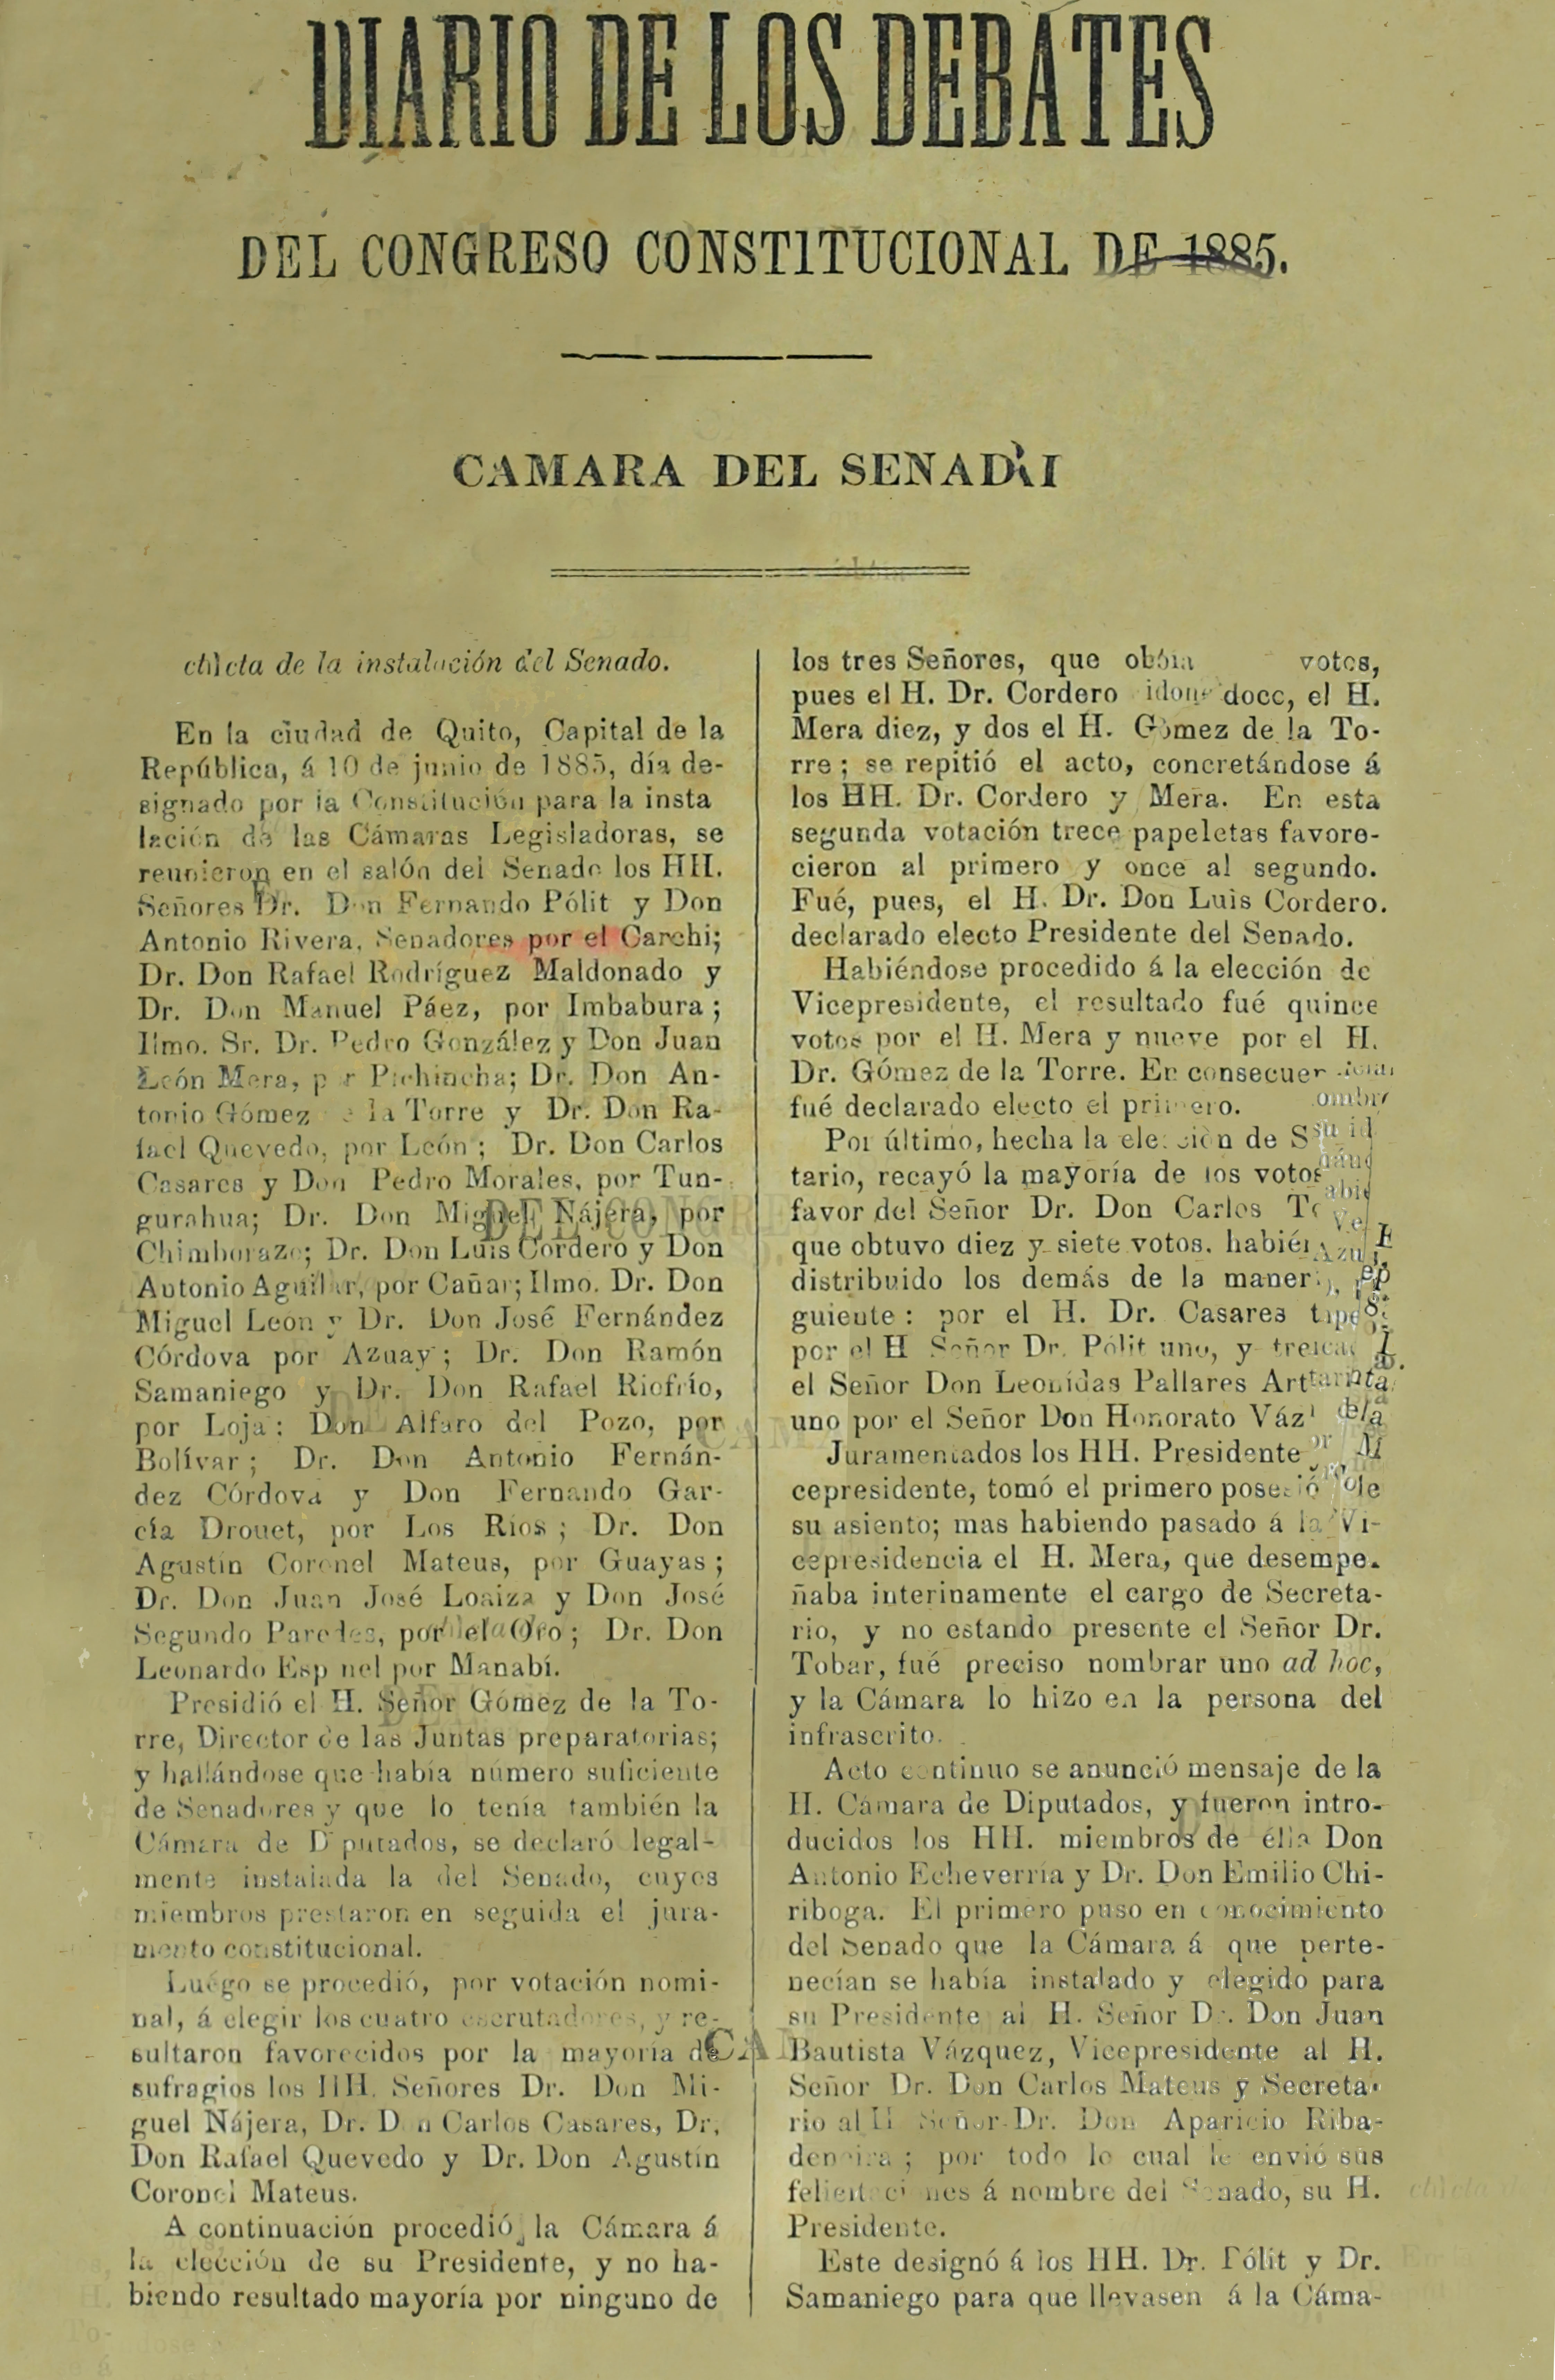 DIARIO DE LOS DEBATES
DEL CONGRESO CONSTITUCIONAL DE 1885.
CAMARA DEL
de la instalación del Senado.
En la ciudad de Quito, Capital de la
República, á 10 de junio de 1885, día de-
signado por la Constitución para la insta
lación de las Cámaras Legisladoras, se
reunieron en el salón del Senado los HH.
Señores Dr. Don Fernando Pólit y Don
Antonio Rivera, Senadores por el Carchi;
Dr. Don Rafael Rodríguez Maldonado y
Dr. Don Manuel Páez, por Imbabura;
Ilmo. Sr. Dr. Pedro González y Don Juan
León Mera, por Pichincha; Dr. Don An-
tonio Gómez la Torre y Dr. Don Ra-
fael Quevedo, por León; Dr. Don Carlos
Casares y Don Pedro Morales, por Tun-
gurahua; Dr. Don Miguel Nájera, por
Chimborazo; Dr. Don Luis Cordero y Don
Antonio Aguilar, por Cañar; Ilmo. Dr. Don
Miguel León y Dr. Don José Fernández
Córdova por Azuay; Dr. Don Ramón
Samaniego y Dr. Don Rafael Riofrío,
por Loja: Don Alfaro del Pozo, por
Bolívar; Dr. Don Antonio Fernán-
dez Córdova y Don Fernando Gar-
cía Drouet, por Los Ríos; Dr. Don
Agustín Coronel Mateus, por Guayas;
Dr. Don Juan José Loaiza y Don José
Segundo Paredes, por el Oro; Dr. Don
Leonardo Espinel por Manabí.
Presidió el H. Señor Gómez de la To-
rre, Director de las Juntas preparatorias;
y hallándose que había número suficiente
de Senadores y que lo tenía también la
Cámara de Diputados, se declaró legal-
mente instalada la del Senado, cuyos
miembros prestaron en seguida el jura-
mento constitucional.
Luégo se procedió, por votación nomi-
nal, á elegir los cuatro escrutadores, y re-
sultaron favorecidos por la mayoría de
sufragios los HH. Señores Dr. Don Mi-
guel Nájera, Dr. Don Carlos Casares, Dr,
Don Rafael Quevedo y Dr. Don Agustín
Coronel Mateus.
A continuación procedió la Cámara á
la elección de su Presidente, y no ha-
biendo resultado mayoría por ninguno de
los tres Señores, que votos,
pues el H. Dr. Cordero doce, el H.
Mera diez, y dos el H. Gómez de la To-
rre; se repitió el acto, concretándose á
los HH. Dr. Cordero y Mera. En esta
segunda votación trece papeletas favore-
cieron al primero y once al segundo.
Fué, pues, el H. Dr. Don Luis Cordero.
declarado electo Presidente del Senado.
Habiéndose procedido á la elección de
Vicepresidente, el resultado fué quince
votos por el H. Mera y nueve por el H.
Dr. Gómez de la Torre. En
fué declarado electo el primero.
Por último, hecha la elección de
tario, recayó la mayoría de los votos
favor del Señor Dr. Don Carlos
que obtuvo diez y siete votos,
distribuido los demás de la
guiente: por el H. Dr. Casares
por el H Señor Dr. Pólit uno, y
el Señor Don Leonidas Pallares
uno por el Señor Don Honorato
Juramentados los HH. Presidente
cepresidente, tomó el primero posesión de
su asiento; mas habiendo pasado á la Vi-
cepresidencia el H. Mera, que desempe-
ñaba interinamente el cargo de Secreta-
rio, y no estando presente el Señor Dr.
Tobar, fué preciso nombrar uno ad hoc,
y la Cámara lo hizo en la persona del
infrascrito.
Acto continuo se anunció mensaje de la
H. Cámara de Diputados, y fueron intro-
ducidos los HH. miembros de élla Don
Antonio Echeverría y Dr. Don Emilio Chi-
riboga. El primero puso en conocimiento
del Senado que la Cámara á que perte-
necían se había instalado y elegido para
su Presidente al H. Señor Dr. Don Juan
Bautista Vázquez, Vicepresidente al H.
Señor Dr. Don Carlos Mateus y Secreta-
rio al H Señor Dr. Don Aparicio Riba-
deneira; por todo lo cual le envió sus
felicitaciones á nombre del Senado, su H.
Presidente.
Este designó á los HH. Dr. Pólit y Dr.
Samaniego para que llevasen á la Cáma-